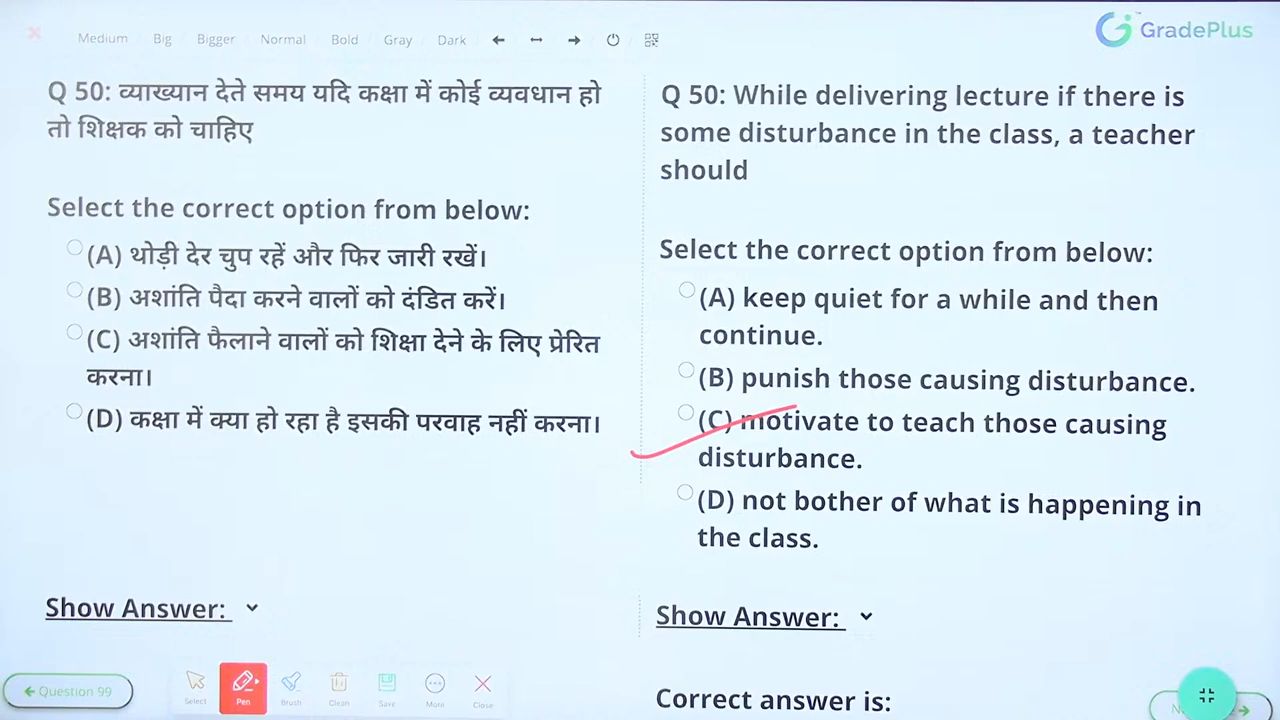 Medium Big Bigger Normal Bold Gray Dark
GradePlus
Q 50: व्याख्यान देते समय यदि कक्षा में कोई व्यवधान हो
तो शिक्षक को चाहिए
Select the correct option from below:
(A) थोड़ी देर चुप रहें और फिर जारी रखें।
(B) अशांति पैदा करने वालों को दंडित करें।
(C) अशांति फैलाने वालों को शिक्षा देने के लिए प्रेरित
करना।
(D) कक्षा में क्या हो रहा है इसकी परवाह नहीं करना।
Show Answer:
Q 50: While delivering lecture if there is
some disturbance in the class, a teacher
should
Select the correct option from below:
(A) keep quiet for a while and then
continue.
(B) punish those causing disturbance.
(C) motivate to teach those causing
disturbance.
(D) not bother of what is happening in
the class.
Show Answer:
Correct answer is:
Question 99
Select Pen Brush Clean Save More Close